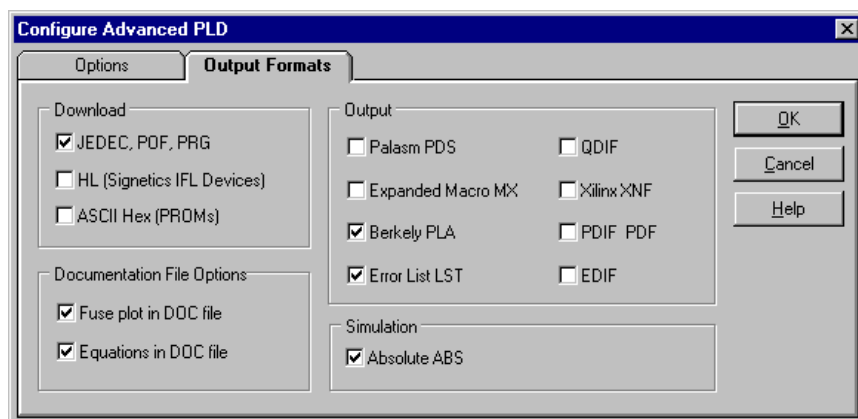 Configure Advanced PLD
Options
Output Formats
Download
JEDEC, POF, PRG
HL (Signetics IFL Devices)
ASCII Hex (PROMs)
Documentation File Options
Fuse plot in DOC file
Equations in DOC file
Output
Palasm PDS
Expanded Macro MX
Berkely PLA
Error List LST
QDIF
Xilinx XNF
PDIF PDF
EDIF
Simulation
Absolute ABS
OK
Cancel
Help